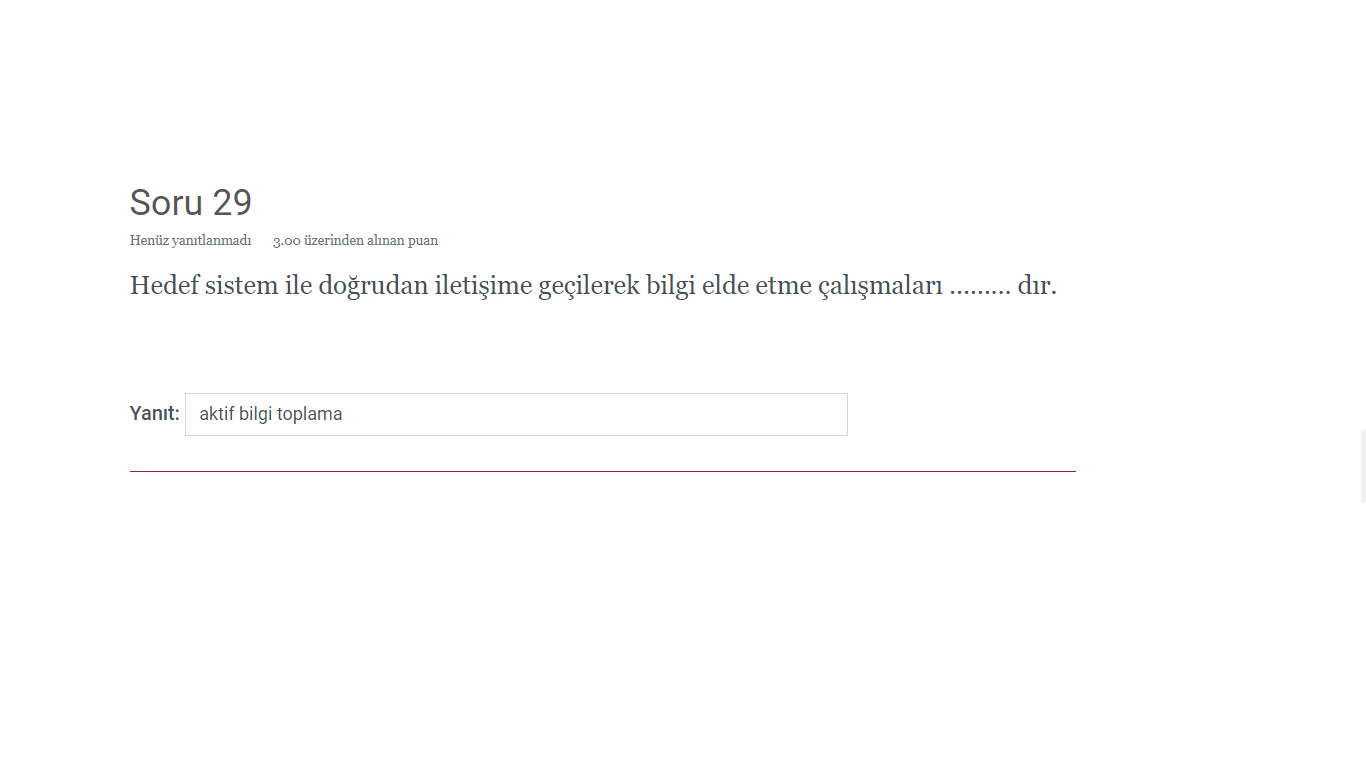 Soru 29
Henüz yanıtlanmadı 3.00 üzerinden alınan puan
Hedef sistem ile doğrudan iletişime geçilerek bilgi elde etme çalışmaları ......... dır.
Yanıt: aktif bilgi toplama